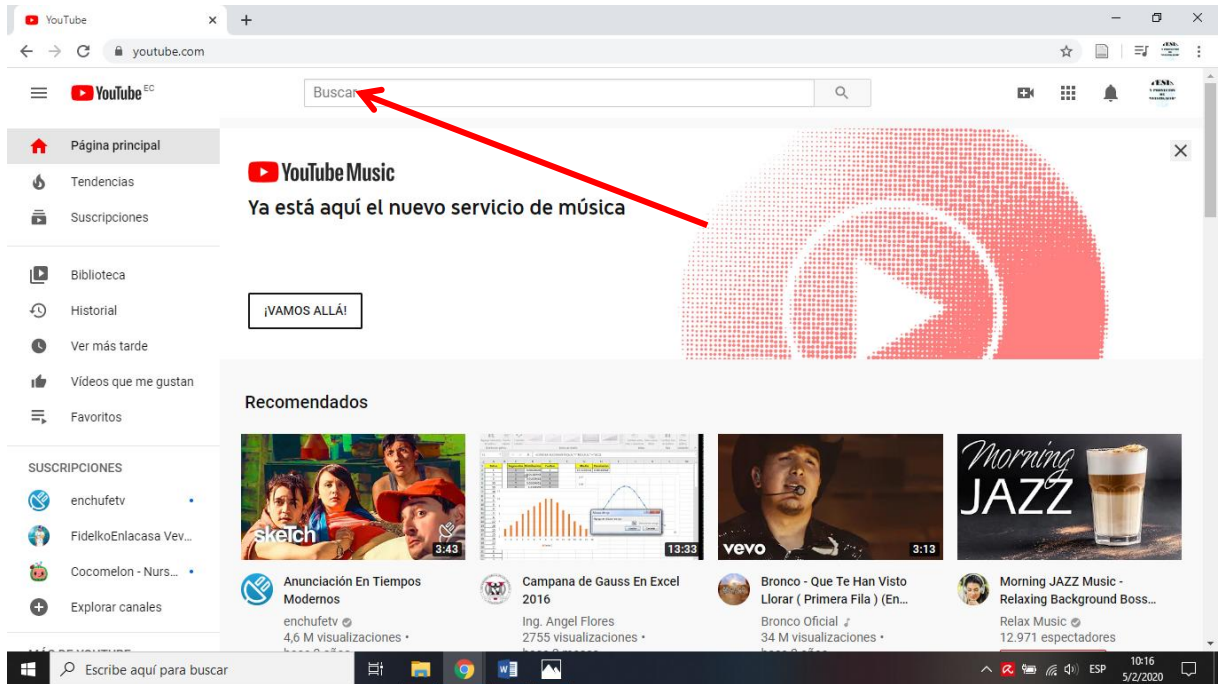 YouTube
youtube.com
YouTube EC
Buscar
Página principal
Tendencias
Suscripciones
Biblioteca
Historial
Ver más tarde
Vídeos que me gustan
Favoritos
SUSCRIPCIONES
enchufetv
FidelkoEnlacasa Vev...
Cocomelon - Nurs...
Explorar canales
YouTube Music
Ya está aquí el nuevo servicio de música
¡VAMOS ALLÁ!
Recomendados
sketch
3:43
Anunciación En Tiempos
Modernos
enchufetv
4,6 M visualizaciones •
13:33
Campana de Gauss En Excel
2016
Ing. Angel Flores
2755 visualizaciones •
vevo
3:13
Bronco - Que Te Han Visto
Llorar ( Primera Fila ) (En...
Bronco Oficial
34 M visualizaciones •
Morning
JAZZ
Morning JAZZ Music -
Relaxing Background Boss...
Relax Music
12.971 espectadores
Escribe aquí para buscar
ESP
10:16
5/2/2020